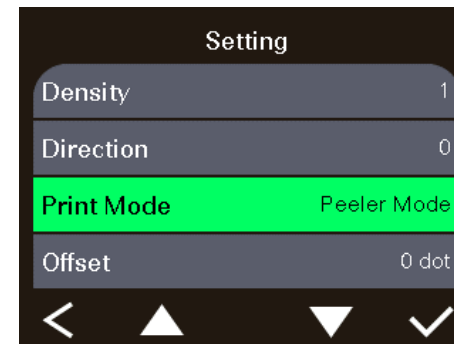 Setting
Density 1
Direction 0
Print Mode Peeler Mode
Offset 0 dot